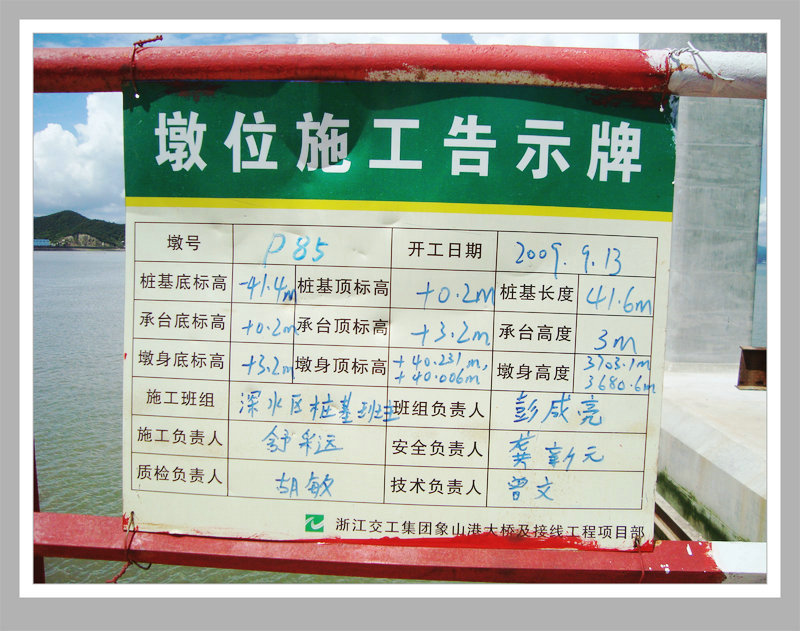 墩位施工告示牌
墩号 P85 开工日期 2009.9.13
桩基底标高 -41.4m 桩基顶标高 +0.2m 桩基长度 41.6m
承台底标高 +0.2m 承台顶标高 +3.2m 承台高度 3m
墩身底标高 +3.2m 墩身顶标高 +40.231m, +40.006m 墩身高度 3703.1m 3680.6m
施工班组 深水区桩基班组 班组负责人 彭咸亮
施工负责人 舒彩远 安全负责人 龚新元
质检负责人 胡敏 技术负责人 曾文
浙江交工集团象山港大桥及接线工程项目部